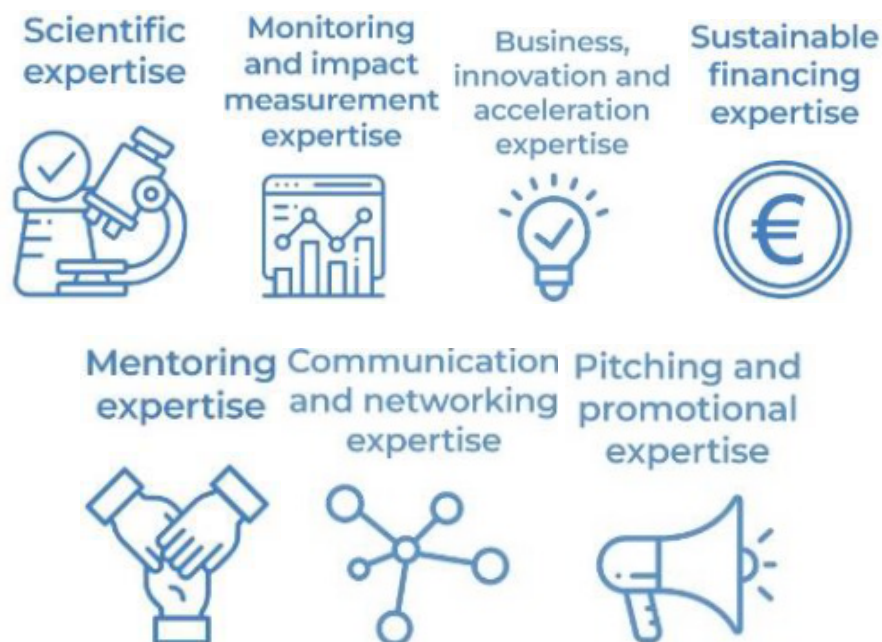 Scientific
expertise
Monitoring
and impact
measurement
expertise
Business,
innovation and
acceleration
expertise
Sustainable
financing
expertise
€
Mentoring
expertise
Communication
and networking
expertise
Pitching and
promotional
expertise